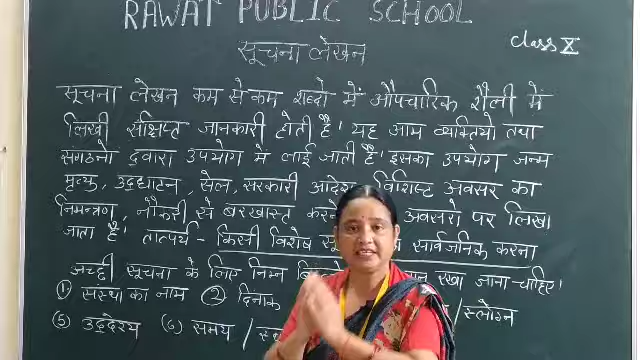 RAWAT PUBLIC SCHOOL
सूचना लेखन
class X
सूचना लेखन कम से कम शब्दो में औपचारिक शैली में
लिखी संक्षिप्त जानकारी होती है। यह आम व्यक्तियो तथा
संगठनो द्वारा उपयोग में लाई जाती है। इसका उपयोग जन्म
मृत्यु, उदघाटन, सेल, सरकारी आदेश विशिष्ट अवसर का
निमन्त्रण, नौकरी से बरखास्त करने अवसरो पर लिखा
जाता है। तात्पर्य - किसी विशेष सार्वजनिक करना
अच्छी सूचना के लिए निम्न रखा जाना चाहिए।
① संस्था का नाम ② दिनांक /स्लोगन
⑤ उद्देश्य ⑥ समय /